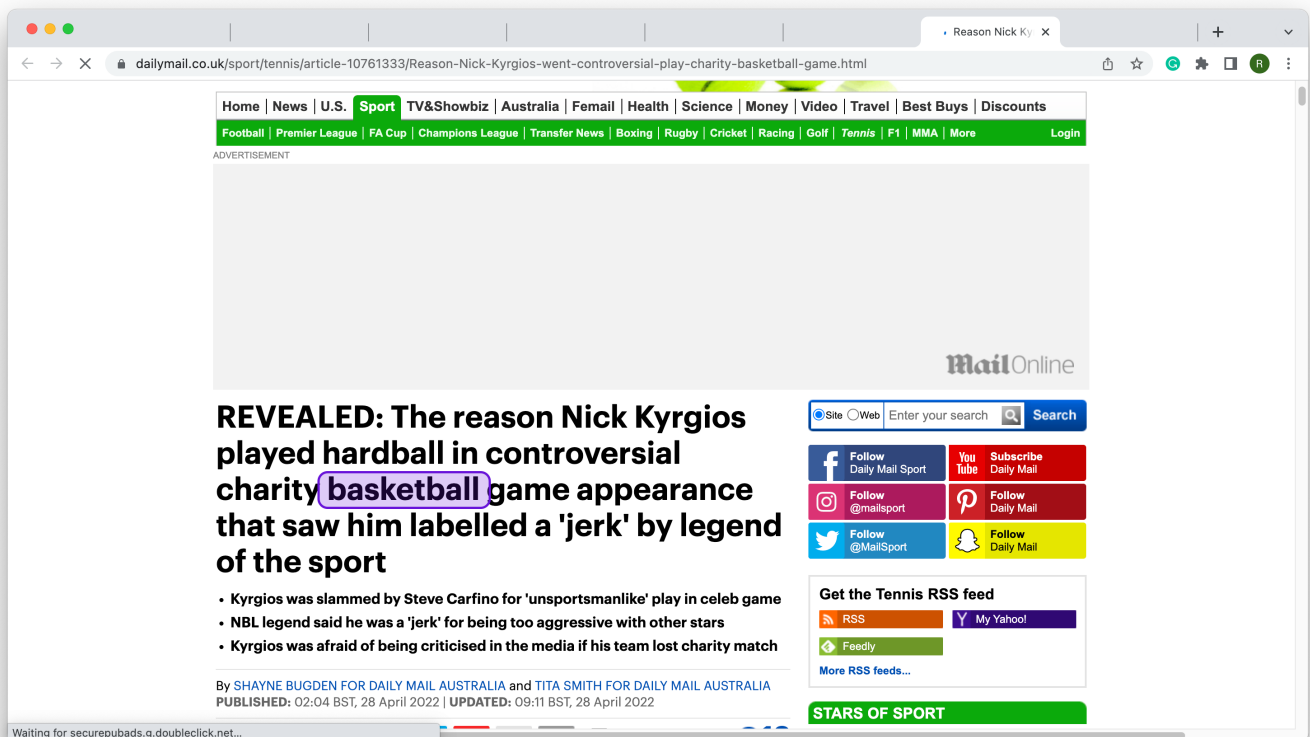 Reason Nick Ky
dailymail.co.uk/sport/tennis/article-10761333/Reason-Nick-Kyrgios-went-controversial-play-charity-basketball-game.html
R
Home | News | U.S. | Sport | TV&Showbiz | Australia | Femail | Health | Science | Money | Video | Travel | Best Buys | Discounts
Football | Premier League | FA Cup | Champions League | Transfer News | Boxing | Rugby | Cricket | Racing | Golf | Tennis | F1 | MMA | More Login
ADVERTISEMENT
Mail Online
REVEALED: The reason Nick Kyrgios
played hardball in controversial
charity basketball game appearance
that saw him labelled a 'jerk' by legend
of the sport
• Kyrgios was slammed by Steve Carfino for 'unsportsmanlike' play in celeb game
• NBL legend said he was a 'jerk' for being too aggressive with other stars
• Kyrgios was afraid of being criticised in the media if his team lost charity match
By SHAYNE BUGDEN FOR DAILY MAIL AUSTRALIA and TITA SMITH FOR DAILY MAIL AUSTRALIA
PUBLISHED: 02:04 BST, 28 April 2022 | UPDATED: 09:11 BST, 28 April 2022
Site Web Enter your search Search
Follow
Daily Mail Sport
You Tube
Subscribe
Daily Mail
Follow
@mailsport
Follow
Daily Mail
Follow
@MailSport
Follow
Daily Mail
Get the Tennis RSS feed
RSS
My Yahoo!
Feedly
More RSS feeds...
STARS OF SPORT
Waiting for securepubads.g.doubleclick.net...